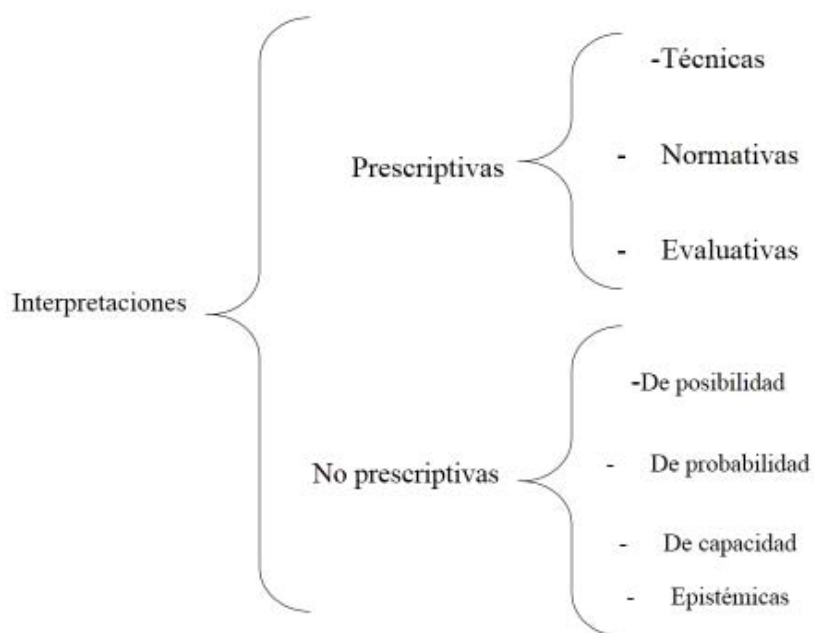 Interpretaciones
Prescriptivas
-Técnicas
- Normativas
- Evaluativas
No prescriptivas
-De posibilidad
- De probabilidad
- De capacidad
- Epistémicas